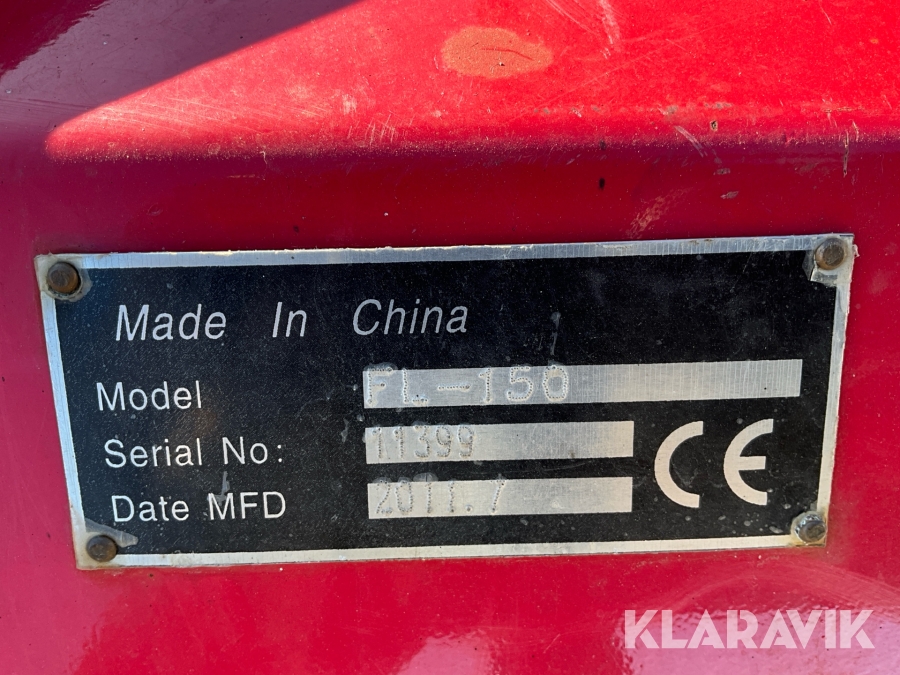 Made In China
Model FL-150
Serial No: 11399
Date MFD 2011.7
CE
KLARAVIK